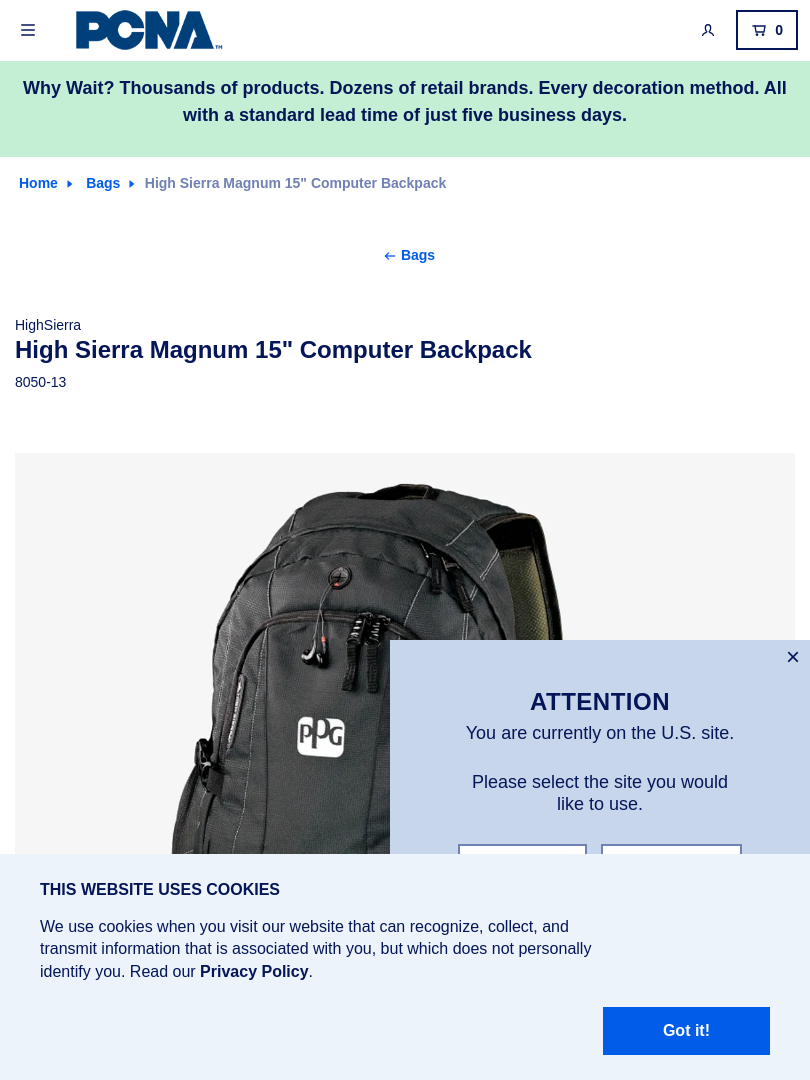 PCNA™
0
Why Wait? Thousands of products. Dozens of retail brands. Every decoration method. All
with a standard lead time of just five business days.
Home
Bags
High Sierra Magnum 15" Computer Backpack
← Bags
HighSierra
High Sierra Magnum 15" Computer Backpack
8050-13
PPG
ATTENTION
You are currently on the U.S. site.
Please select the site you would
like to use.
THIS WEBSITE USES COOKIES
We use cookies when you visit our website that can recognize, collect, and
transmit information that is associated with you, but which does not personally
identify you. Read our Privacy Policy.
Got it!